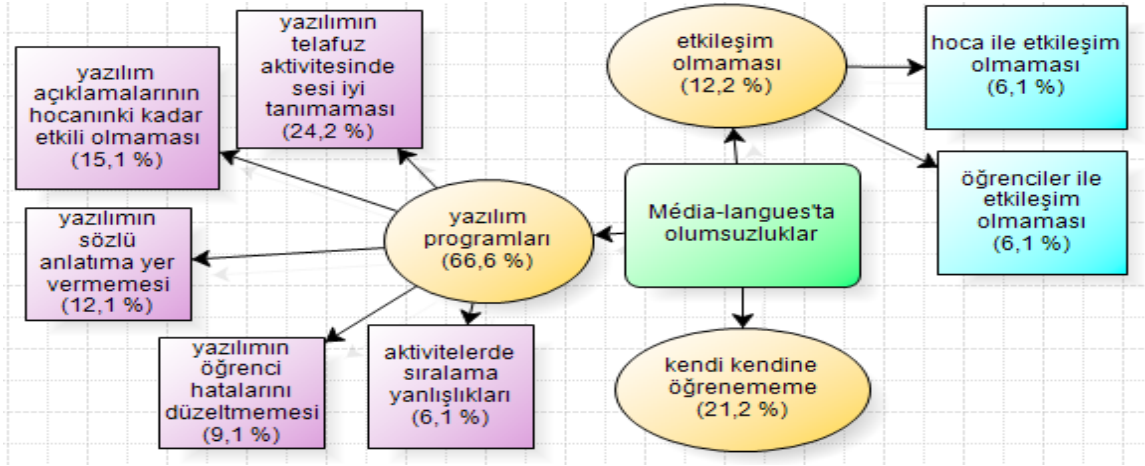 yazılımın
telafuz
aktivitesinde
sesi iyi
tanımaması
(24,2 %)
yazılım
açıklamalarının
hocanınki kadar
etkili olmaması
(15,1 %)
yazılımın
sözlü
anlatıma yer
vermemesi
(12,1 %)
yazılımın
öğrenci
hatalarını
düzeltmemesi
(9,1 %)
aktivitelerde
sıralama
yanlışlıkları
(6,1 %)
yazılım
programları
(66,6 %)
etkileşim
olmaması
(12,2 %)
Média-langues'ta
olumsuzluklar
kendi kendine
öğrenememe
(21,2 %)
hoca ile etkileşim
olmaması
(6,1 %)
öğrenciler ile
etkileşim
olmaması
(6,1 %)